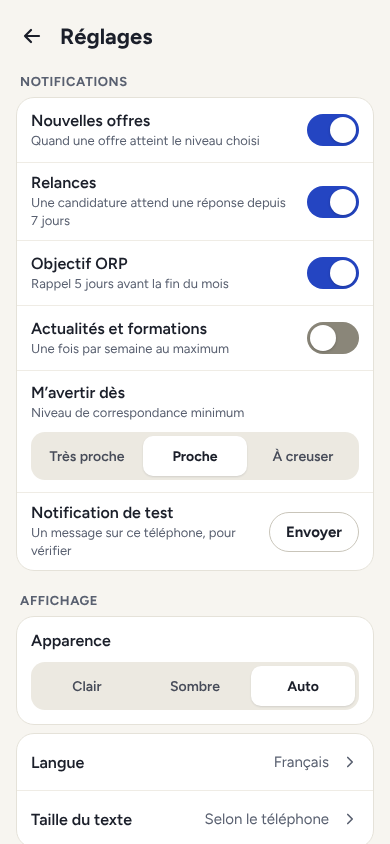 Réglages
NOTIFICATIONS
Nouvelles offres
Quand une offre atteint le niveau choisi
Relances
Une candidature attend une réponse depuis
7 jours
Objectif ORP
Rappel 5 jours avant la fin du mois
Actualités et formations
Une fois par semaine au maximum
M’avertir dès
Niveau de correspondance minimum
Très proche Proche À creuser
Notification de test
Un message sur ce téléphone, pour
vérifier
Envoyer
AFFICHAGE
Apparence
Clair Sombre Auto
Langue Français
Taille du texte Selon le téléphone